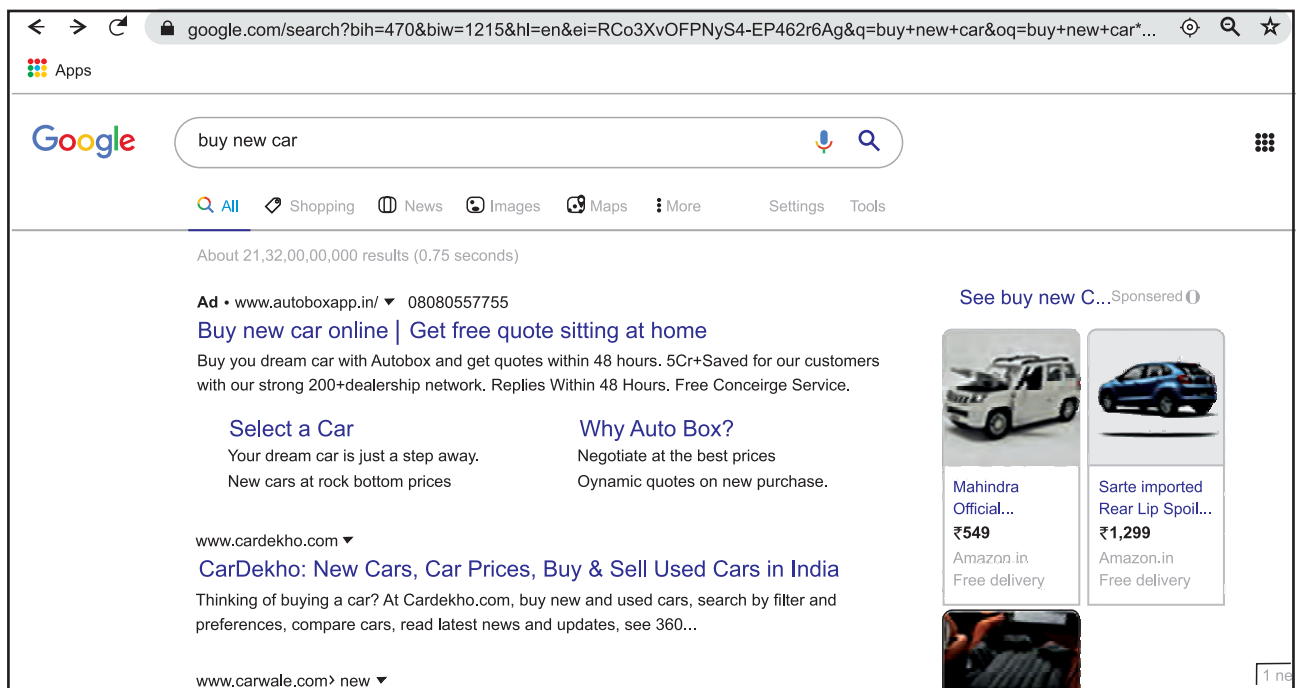 google.com/search?bih=470&biw=1215&hl=en&ei=RCo3XvOFPNyS4-EP462r6Ag&q=buy+new+car&oq=buy+new+car*...
Apps
Google
buy new car
All Shopping News Images Maps More Settings Tools
About 21,32,00,00,000 results (0.75 seconds)
Ad • www.autoboxapp.in/ 08080557755
Buy new car online | Get free quote sitting at home
Buy you dream car with Autobox and get quotes within 48 hours. 5Cr+Saved for our customers
with our strong 200+dealership network. Replies Within 48 Hours. Free Conceirge Service.
Select a Car
Your dream car is just a step away.
New cars at rock bottom prices
Why Auto Box?
Negotiate at the best prices
Oynamic quotes on new purchase.
www.cardekho.com
CarDekho: New Cars, Car Prices, Buy & Sell Used Cars in India
Thinking of buying a car? At Cardekho.com, buy new and used cars, search by filter and
preferences, compare cars, read latest news and updates, see 360...
www.carwale.com› new
See buy new C... Sponsered
Mahindra
Official...
₹549
Amazon.in
Free delivery
Sarte imported
Rear Lip Spoil...
₹1,299
Amazon.in
Free delivery
1 ne